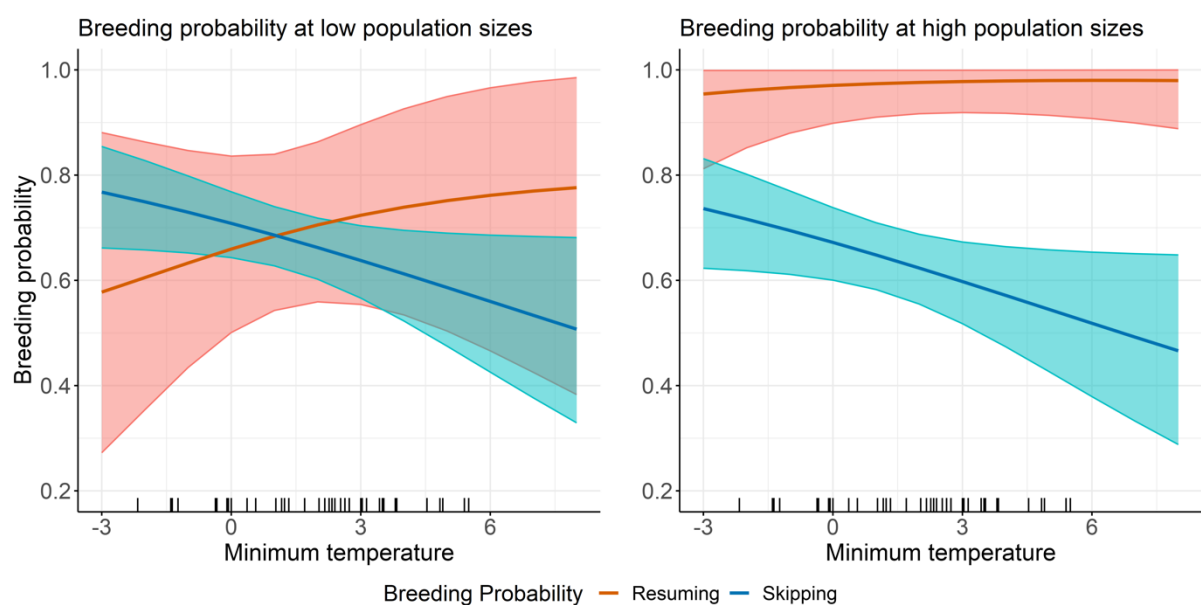 Breeding probability at low population sizes
Breeding probability at high population sizes
Breeding probability
1.0
0.8
0.6
0.4
0.2
-3 0 3 6
Minimum temperature
1.0
0.8
0.6
0.4
0.2
-3 0 3 6
Minimum temperature
Breeding Probability Resuming Skipping